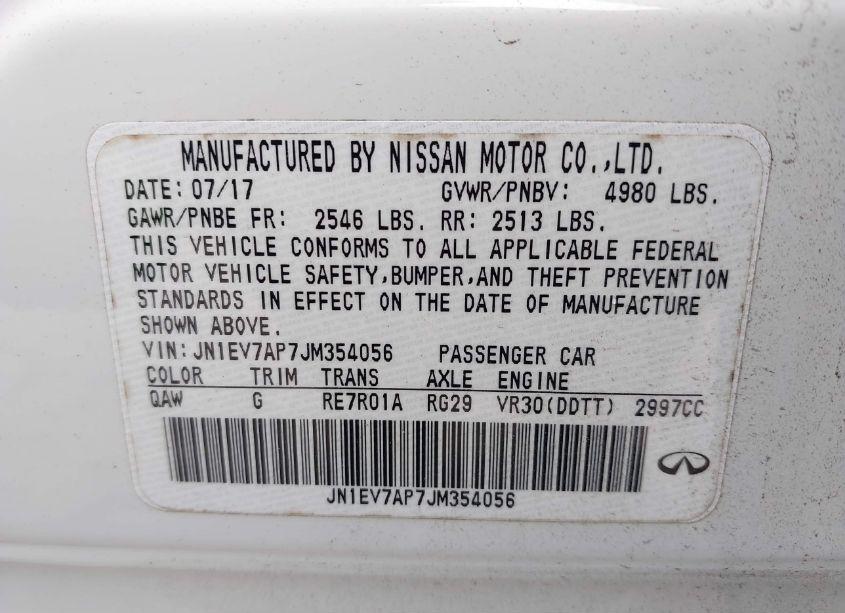 MANUFACTURED BY NISSAN MOTOR CO.,LTD.
DATE: 07/17 GVWR/PNBV: 4980 LBS.
GAWR/PNBE FR: 2546 LBS. RR: 2513 LBS.
THIS VEHICLE CONFORMS TO ALL APPLICABLE FEDERAL
MOTOR VEHICLE SAFETY,BUMPER,AND THEFT PREVENTION
STANDARDS IN EFFECT ON THE DATE OF MANUFACTURE
SHOWN ABOVE.
VIN:JN1EV7AP7JM354056 PASSENGER CAR
COLOR TRIM TRANS AXLE ENGINE
QAW G RE7R01A RG29 VR30(DDTT) 2997CC
JN1EV7AP7JM354056